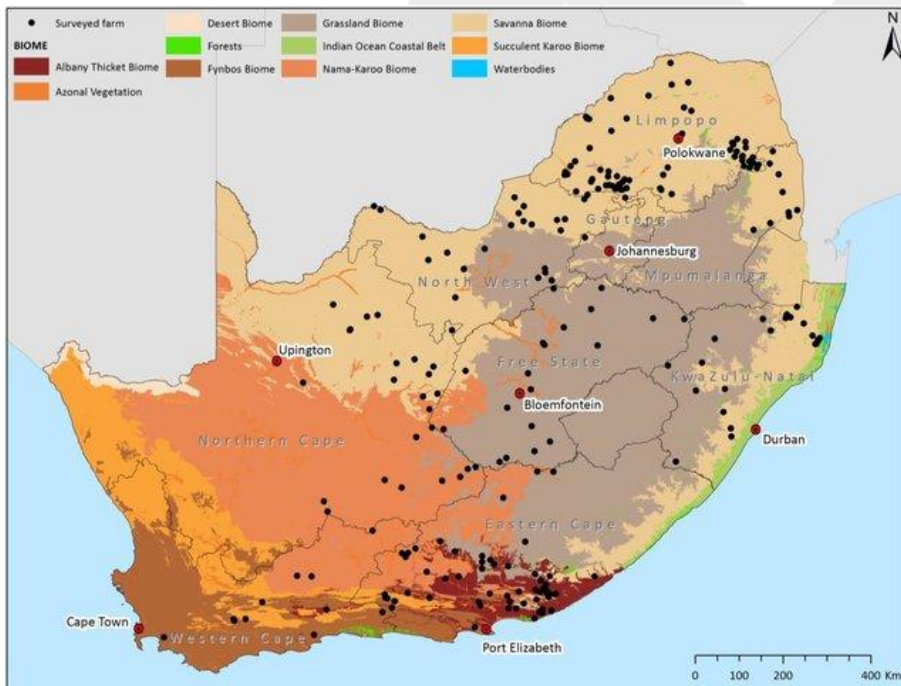 Surveyed farm
BIOME
Albany Thicket Biome
Azonal Vegetation
Desert Biome
Forests
Fynbos Biome
Grassland Biome
Indian Ocean Coastal Belt
Nama-Karoo Biome
Savanna Biome
Succulent Karoo Biome
Waterbodies
N
Limpopo
Polokwane
Gauteng
Johannesburg
North West
Mpumalanga
Upington
Free State
KwaZulu-Natal
Bloemfontein
Northern Cape
Durban
Eastern Cape
Cape Town
Western Cape
Port Elizabeth
0 100 200 400 Km